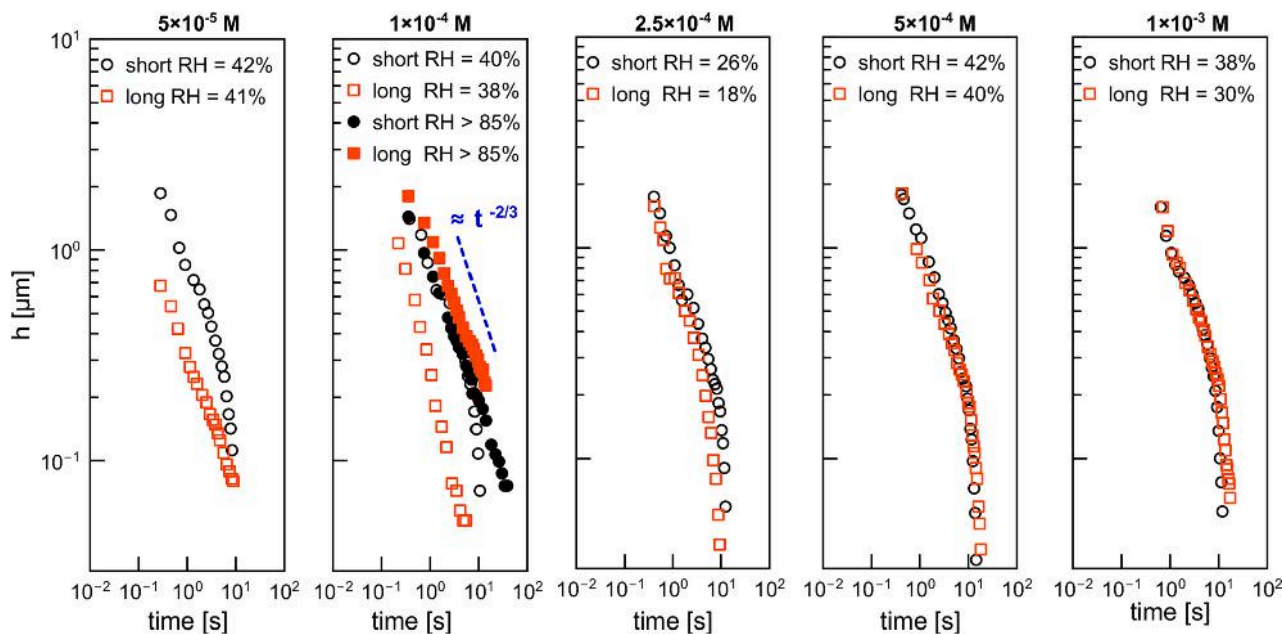 5×10⁻⁵ M
1×10⁻⁴ M
2.5×10⁻⁴ M
5×10⁻⁴ M
1×10⁻³ M
h [µm]
10¹
10⁰
10⁻¹
short RH = 42%
long RH = 41%
short RH = 40%
long RH = 38%
short RH > 85%
long RH > 85%
≈ t ⁻²/³
short RH = 26%
long RH = 18%
short RH = 42%
long RH = 40%
short RH = 38%
long RH = 30%
10⁻² 10⁻¹ 10⁰ 10¹ 10²
10⁻² 10⁻¹ 10⁰ 10¹ 10²
10⁻² 10⁻¹ 10⁰ 10¹ 10²
10⁻² 10⁻¹ 10⁰ 10¹ 10²
10⁻² 10⁻¹ 10⁰ 10¹ 10²
time [s]
time [s]
time [s]
time [s]
time [s]